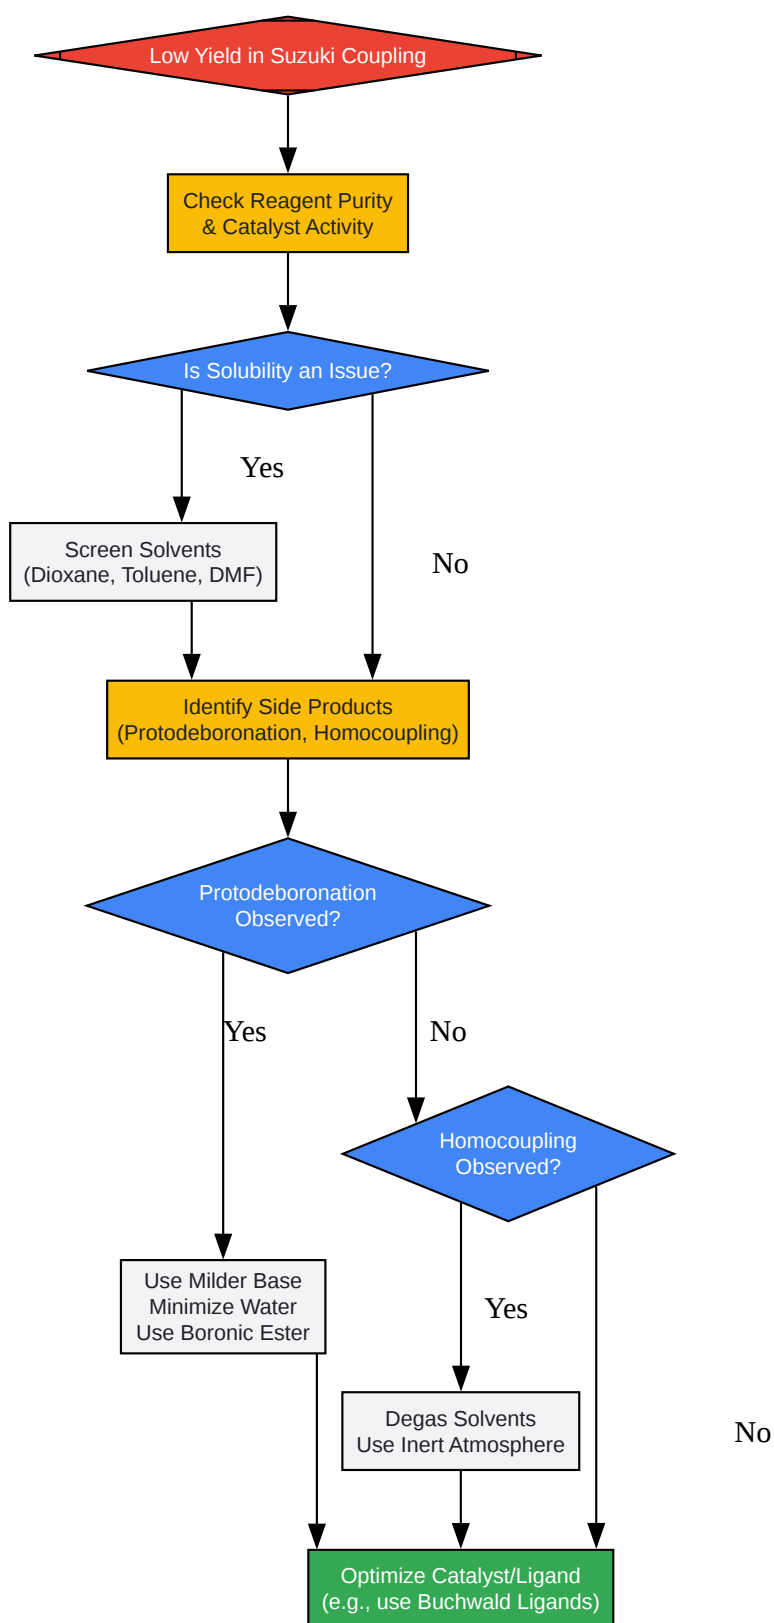 Low Yield in Suzuki Coupling
Check Reagent Purity
& Catalyst Activity
Is Solubility an Issue?
Yes
Screen Solvents
(Dioxane, Toluene, DMF)
No
Identify Side Products
(Protodeboronation, Homocoupling)
Protodeboronation
Observed?
Yes
No
Homocoupling
Observed?
Use Milder Base
Minimize Water
Use Boronic Ester
Yes
Degas Solvents
Use Inert Atmosphere
No
Optimize Catalyst/Ligand
(e.g., use Buchwald Ligands)